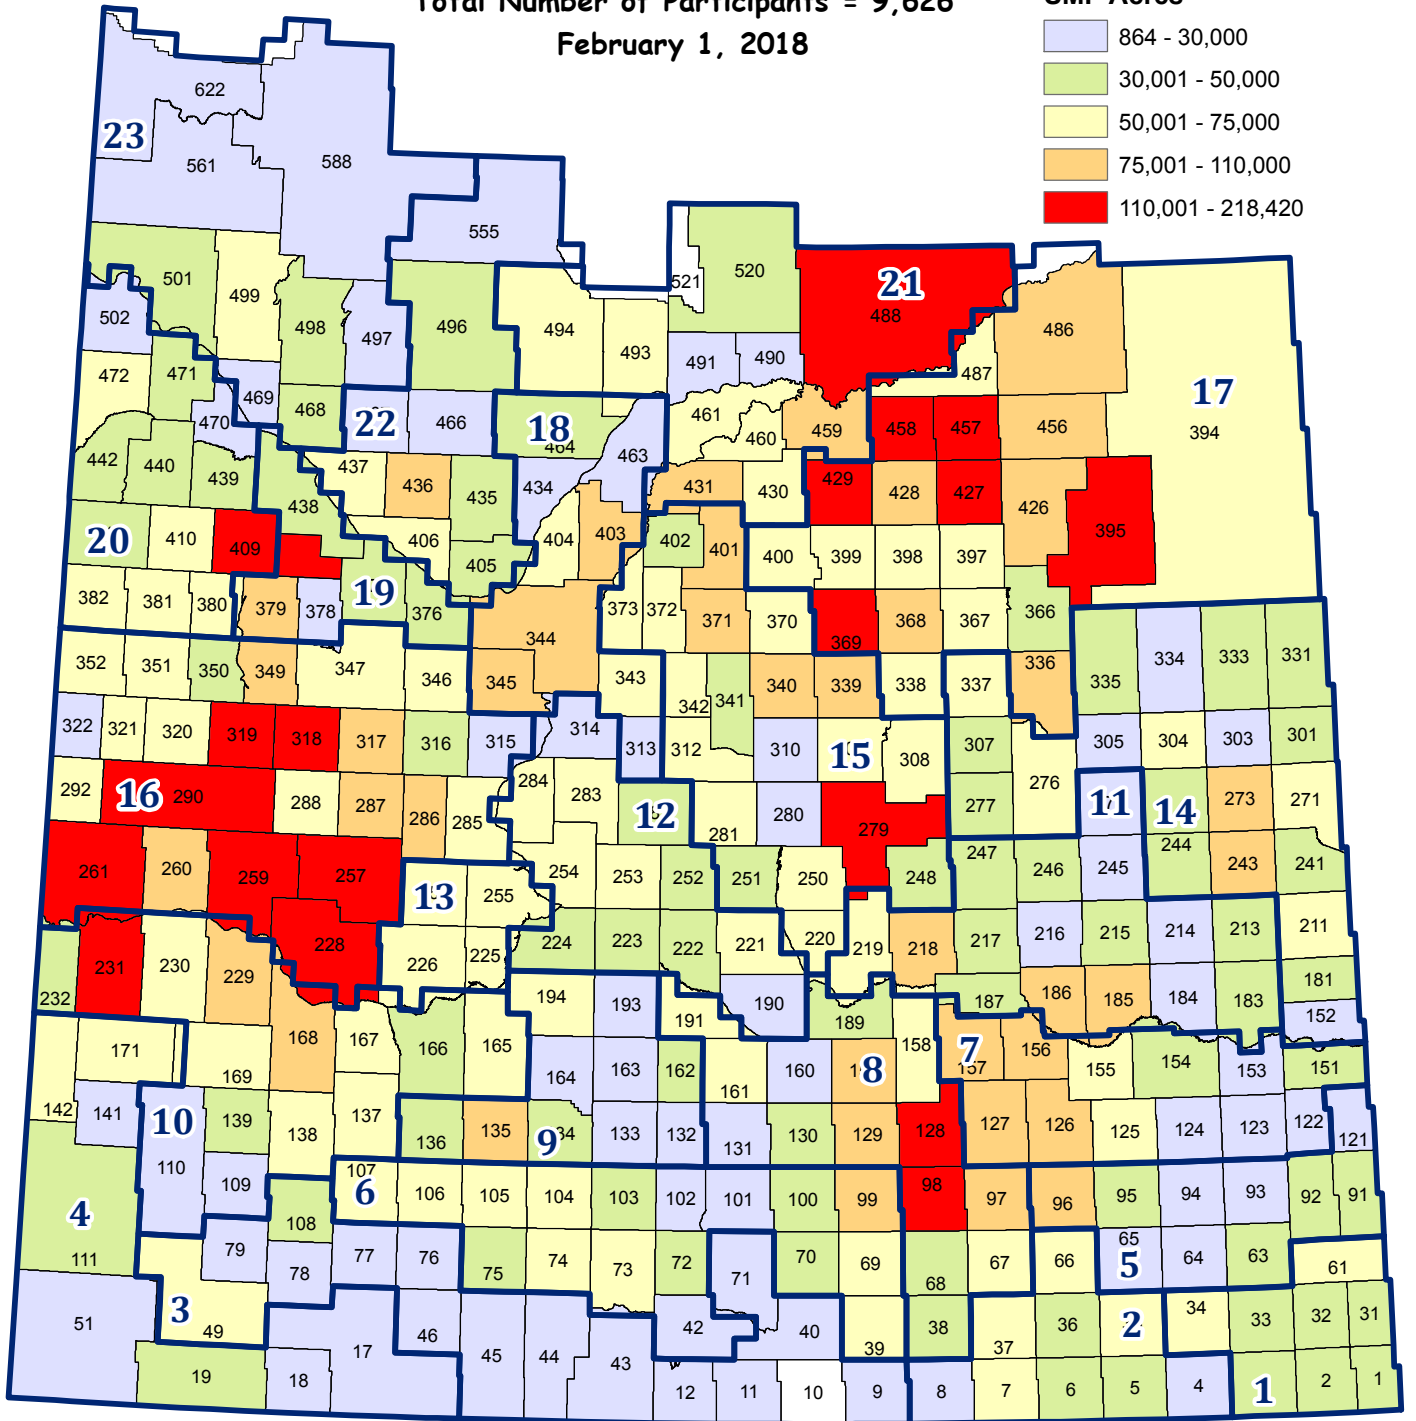 Total Number of Participants = 9,626
February 1, 2018
864 - 30,000
30,001 - 50,000
50,001 - 75,000
75,001 - 110,000
110,001 - 218,420
622
23
561 588
555
501 499 521 520 21
488
502 498 497 496 494 493 491 490 486
487
472 471 469 468 22 466 18 461 460 459 458 457 456 17
394
470 463
442 440 439 438 437 436 435 434 431 430 429 428 427 426 395
20 410 409 406 405 404 403 402 401 400 399 398 397
382 381 380 379 378 19 376 373 372 371 370 369 368 367 366
344
352 351 350 349 347 346 345 343 342 341 340 339 338 337 336 335 334 333 331
322 321 320 319 318 317 316 315 314 313 312 310 15 308 307 305 304 303 301
292 16 290 288 287 286 285 284 283 12 281 280 279 277 276 11 14 273 271
261 260 259 257 13 255 254 253 252 251 250 248 247 246 245 244 243 241
232 231 230 229 228 226 225 224 223 222 221 220 219 218 217 216 215 214 213 211
194 193 191 190 189 187 186 185 184 183 181
152
171 169 168 167 166 165 164 163 162 161 160 8 158 7 157 156 155 154 153 151
142 141 10 139 138 137 136 135 9 133 132 131 130 129 128 127 126 125 124 123 122 121
4 110 109 108 107 6 106 105 104 103 102 101 100 99 98 97 96 95 94 93 92 91
111 79 78 77 76 75 74 73 72 71 70 69 68 67 66 65 5 64 63 61
51 3 49 17 46 45 44 43 42 40 39 38 37 36 2 34 33 32 31
19 18 12 11 10 9 8 7 6 5 4 1 2 1